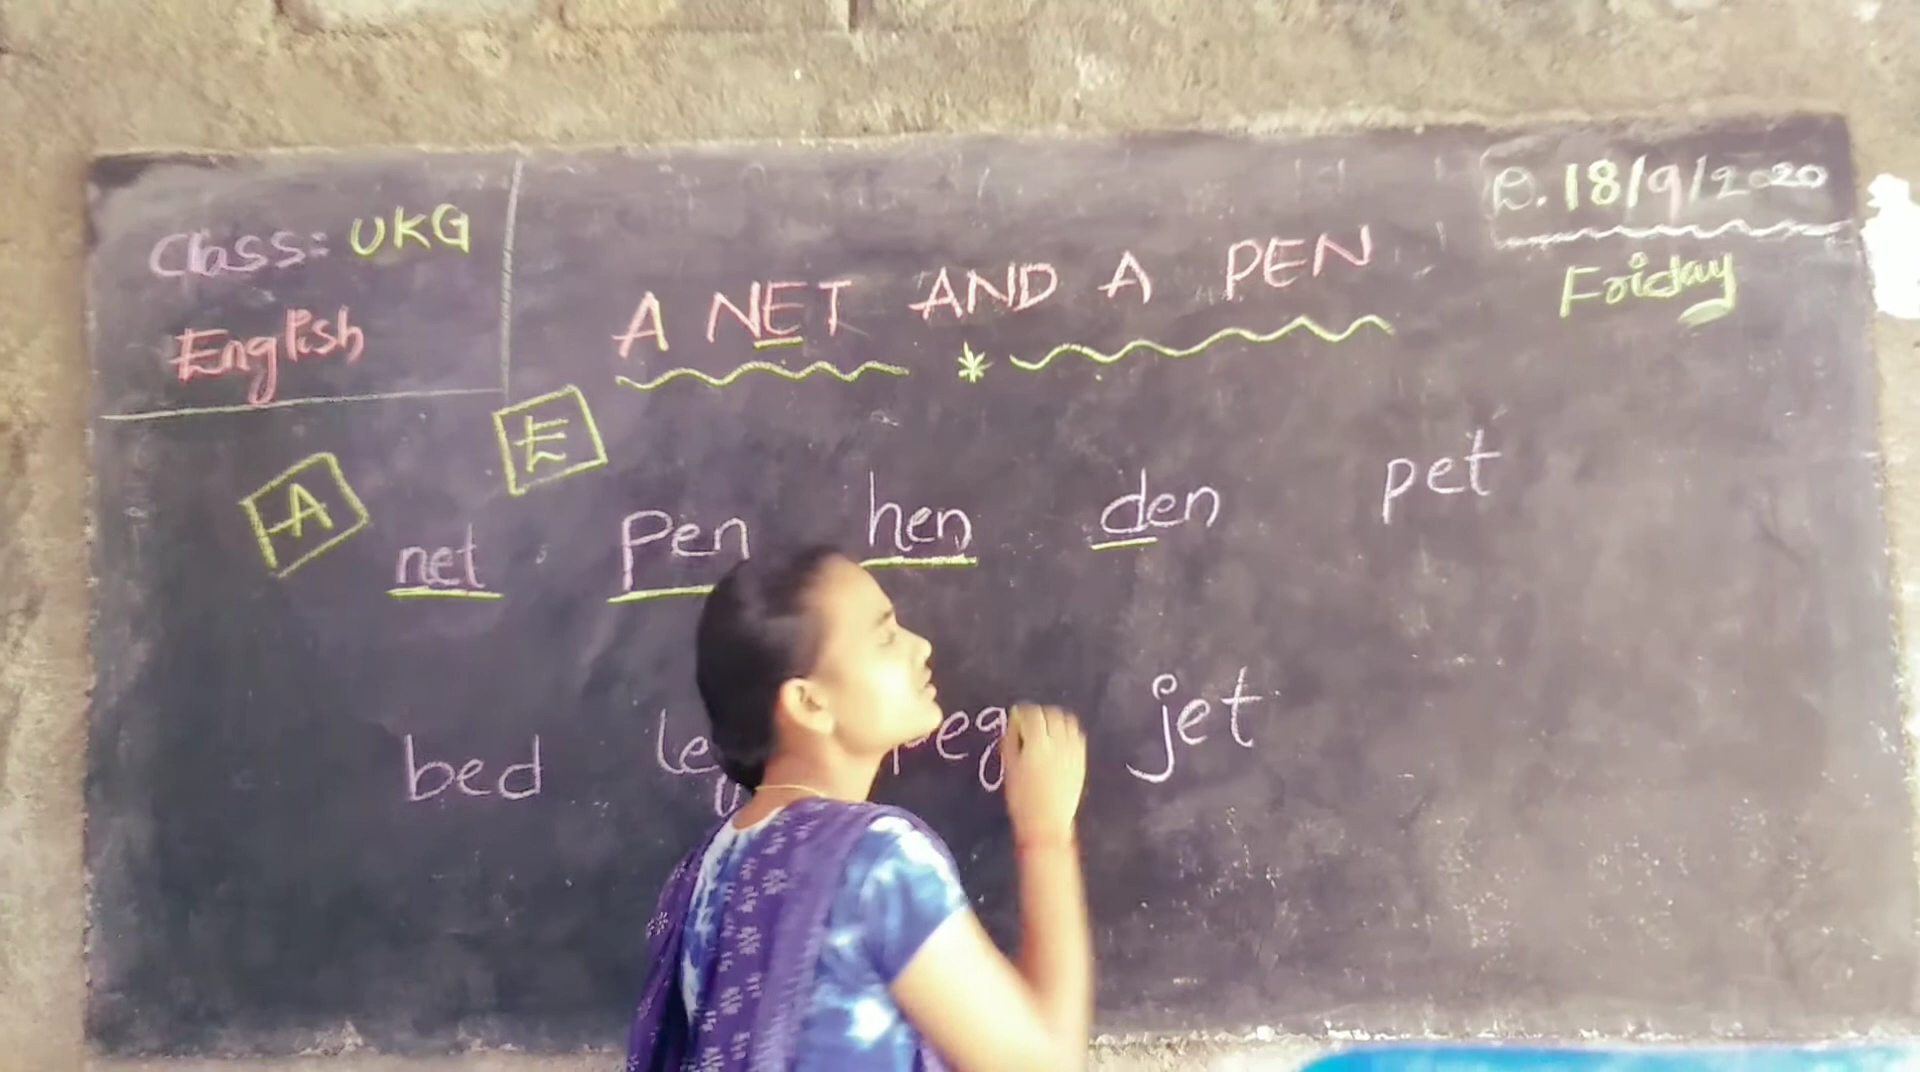 Class: UKG
English
D. 18/9/2020
Friday
A NET AND A PEN
A
E
net pen hen den pet
bed jet